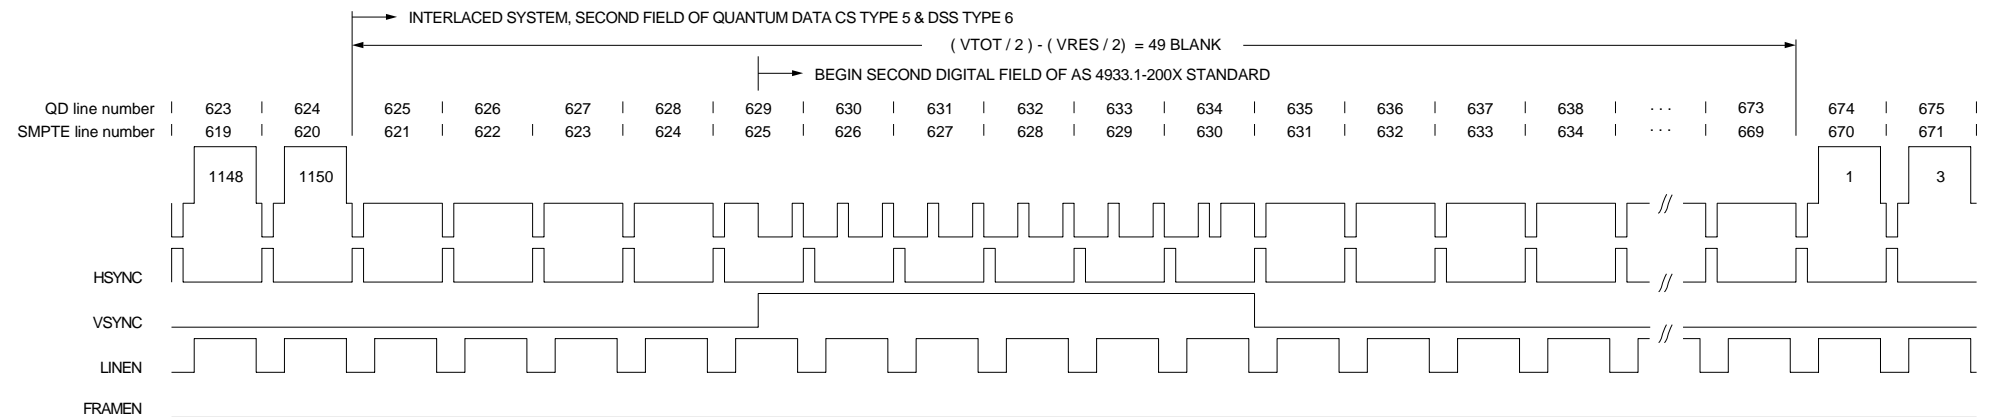 INTERLACED SYSTEM, SECOND FIELD OF QUANTUM DATA CS TYPE 5 & DSS TYPE 6
( VTOT / 2 ) - ( VRES / 2) = 49 BLANK
BEGIN SECOND DIGITAL FIELD OF AS 4933.1-200X STANDARD
QD line number 623 624 625 626 627 628 629 630 631 632 633 634 635 636 637 638 . . . 673 674 675
SMPTE line number 619 620 621 622 623 624 625 626 627 628 629 630 631 632 633 634 . . . 669 670 671
1148 1150 1 3
HSYNC
VSYNC
LINEN
FRAMEN